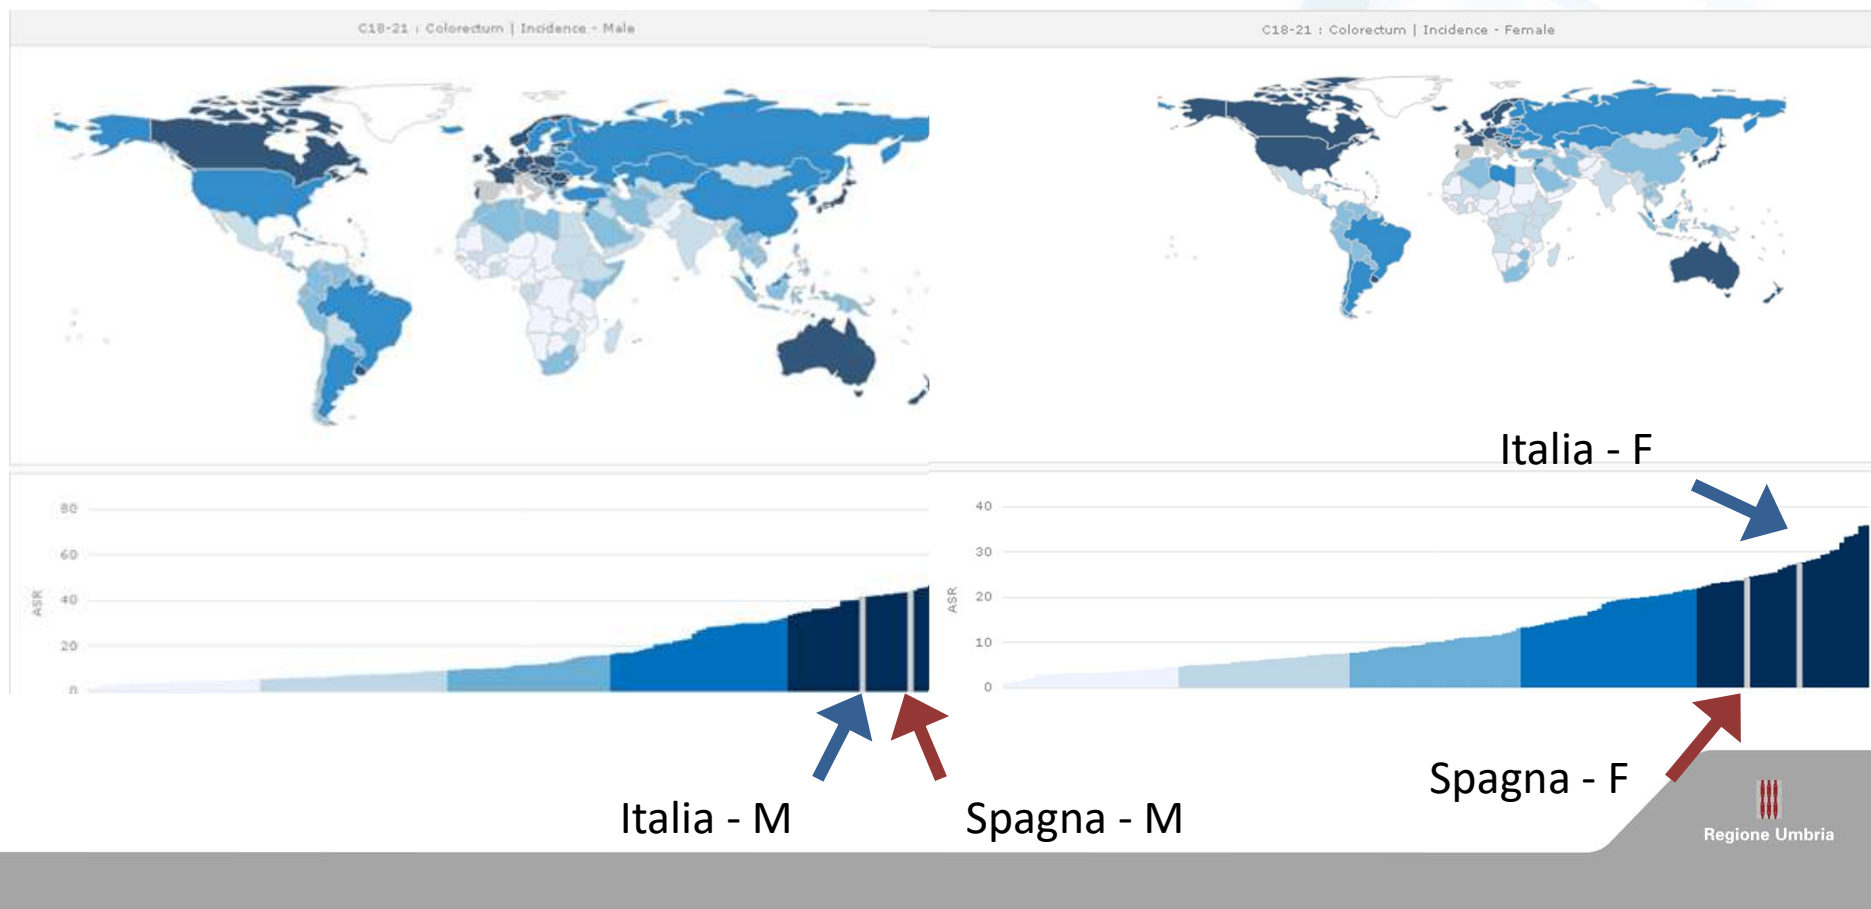 C18-21 : Colorectum | Incidence - Male
C18-21 : Colorectum | Incidence - Female
Italia - F
80
60
40
20
0
ASR
40
30
20
10
0
ASR
Italia - M
Spagna - M
Spagna - F
Regione Umbria